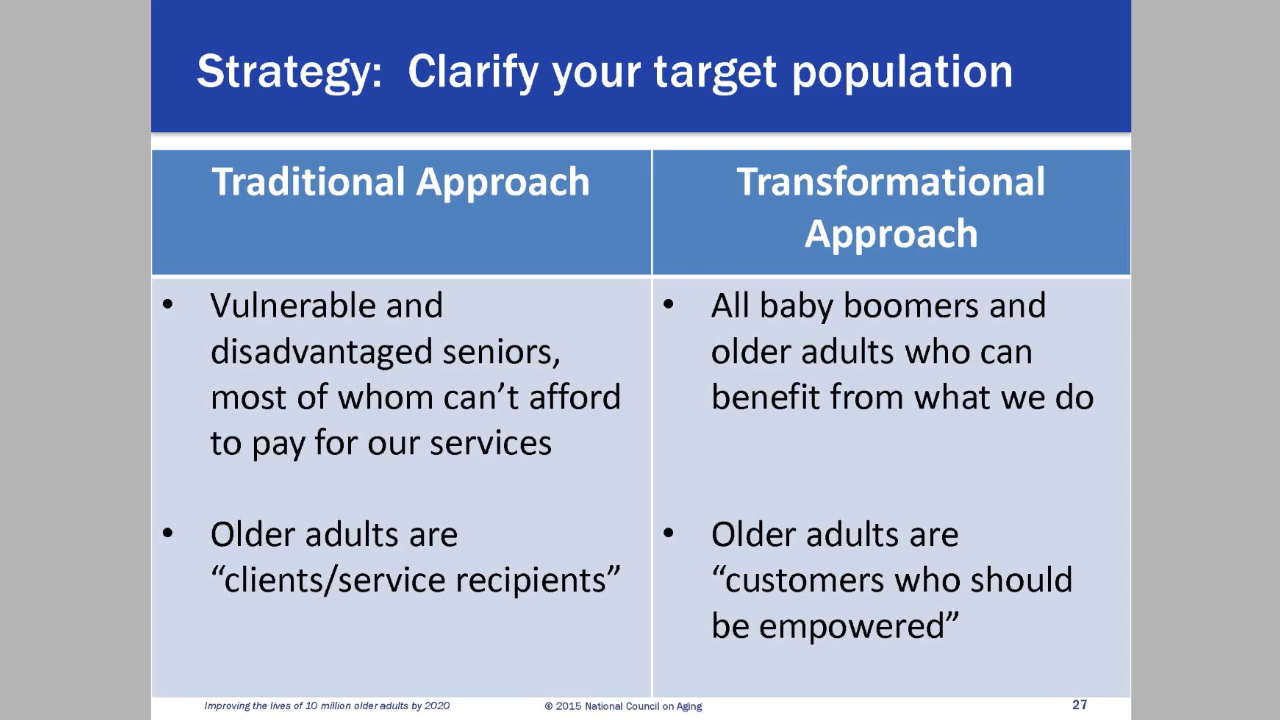 Strategy:  Clarify your target population
Traditional Approach
Transformational
Approach
• Vulnerable and
disadvantaged seniors,
most of whom can’t afford
to pay for our services
• Older adults are
“clients/service recipients”
• All baby boomers and
older adults who can
benefit from what we do
• Older adults are
“customers who should
be empowered”
Improving the lives of 10 million older adults by 2020
© 2015 National Council on Aging
27